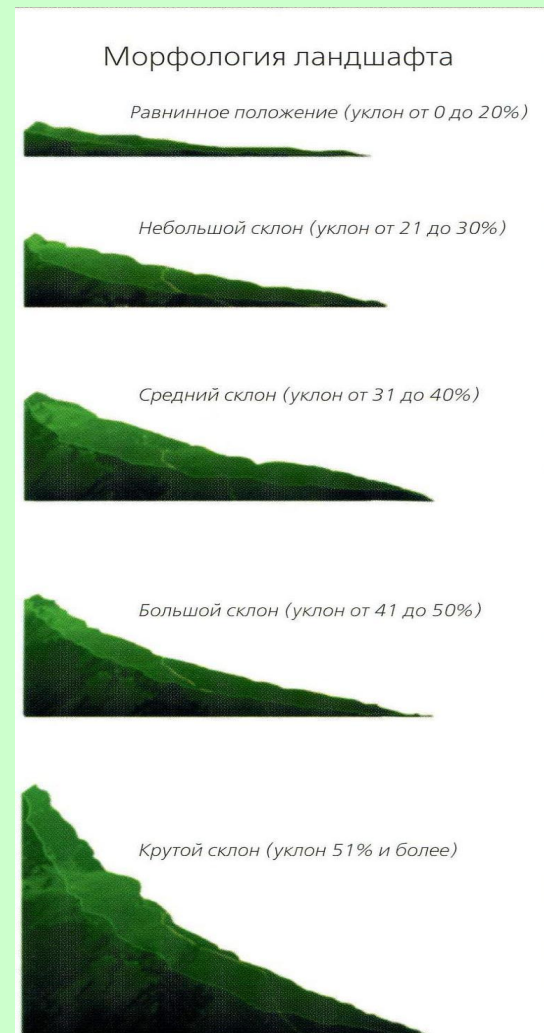 Морфология ландшафта
Равнинное положение (уклон от 0 до 20%)
Небольшой склон (уклон от 21 до 30%)
Средний склон (уклон от 31 до 40%)
Большой склон (уклон от 41 до 50%)
Крутой склон (уклон 51% и более)